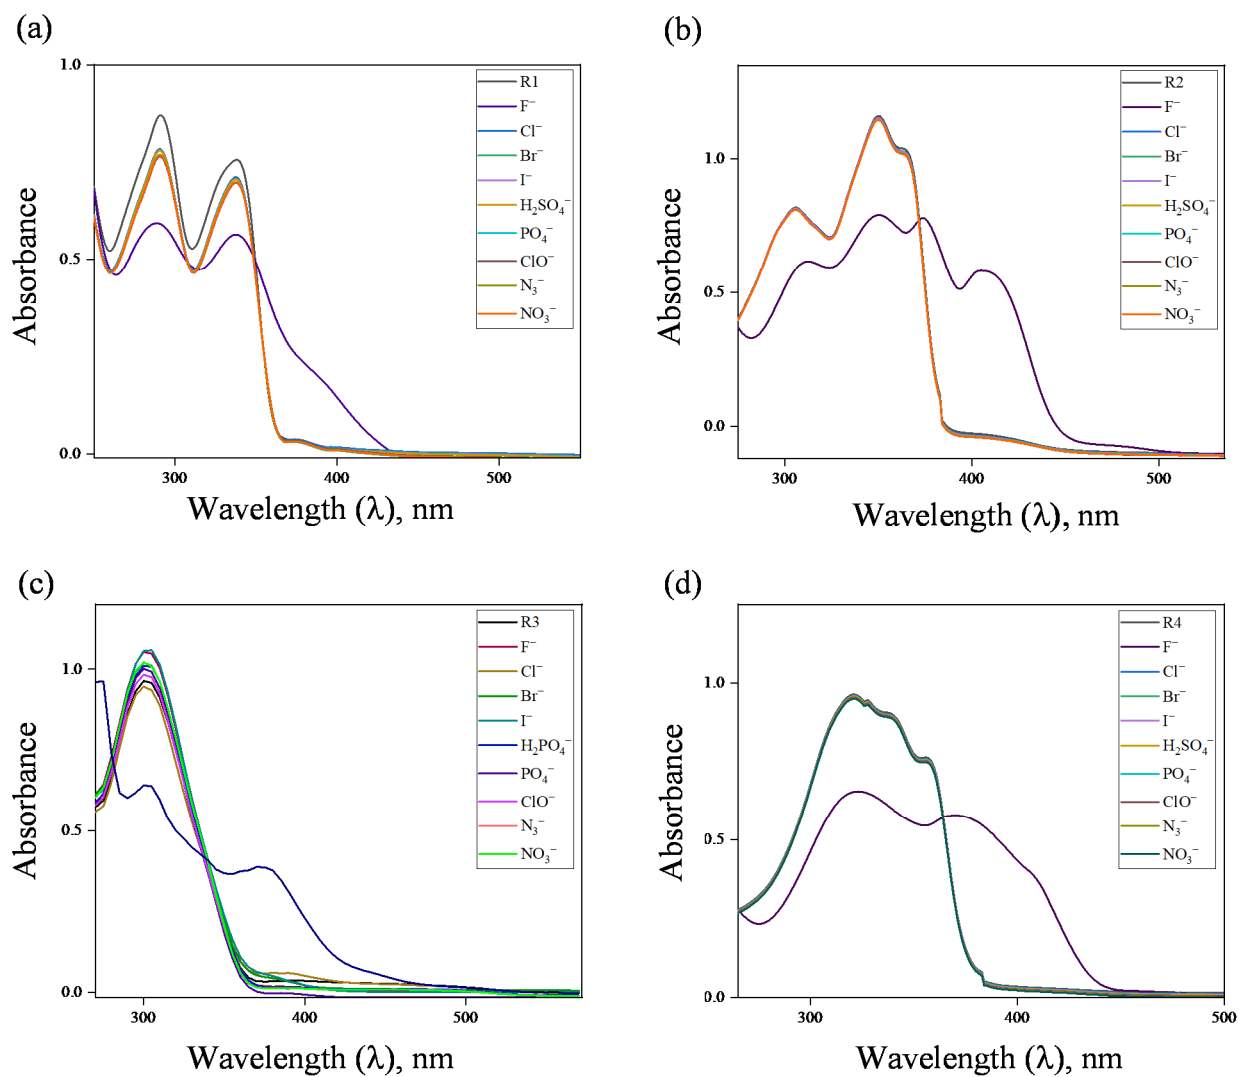 (a)
1.0
0.5
0.0
300
400
Absorbance
Wavelength (λ), nm
R1
F⁻
Cl⁻
Br⁻
I⁻
H₂SO₄⁻
PO₄⁻
ClO⁻
N₃⁻
NO₃⁻
(b)
1.0
0.5
0.0
300
400
500
Absorbance
Wavelength (λ), nm
R2
F⁻
Cl⁻
Br⁻
I⁻
H₂SO₄⁻
PO₄⁻
ClO⁻
N₃⁻
NO₃⁻
(c)
1.0
0.5
0.0
300
400
500
Absorbance
Wavelength (λ), nm
R3
F⁻
Cl⁻
Br⁻
I⁻
H₂PO₄⁻
PO₄⁻
ClO⁻
N₃⁻
NO₃⁻
(d)
1.0
0.5
0.0
300
400
500
Absorbance
Wavelength (λ), nm
R4
F⁻
Cl⁻
Br⁻
I⁻
H₂SO₄⁻
PO₄⁻
ClO⁻
N₃⁻
NO₃⁻